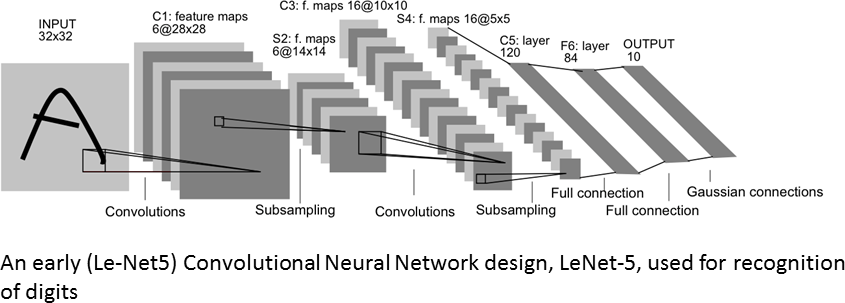 INPUT
32x32
C1: feature maps
6@28x28
S2: f. maps
6@14x14
C3: f. maps 16@10x10
S4: f. maps 16@5x5
C5: layer
120
F6: layer
84
OUTPUT
10
Convolutions
Subsampling
Convolutions
Subsampling
Full connection
Full connection
Gaussian connections
A
An early (Le-Net5) Convolutional Neural Network design, LeNet-5, used for recognition
of digits